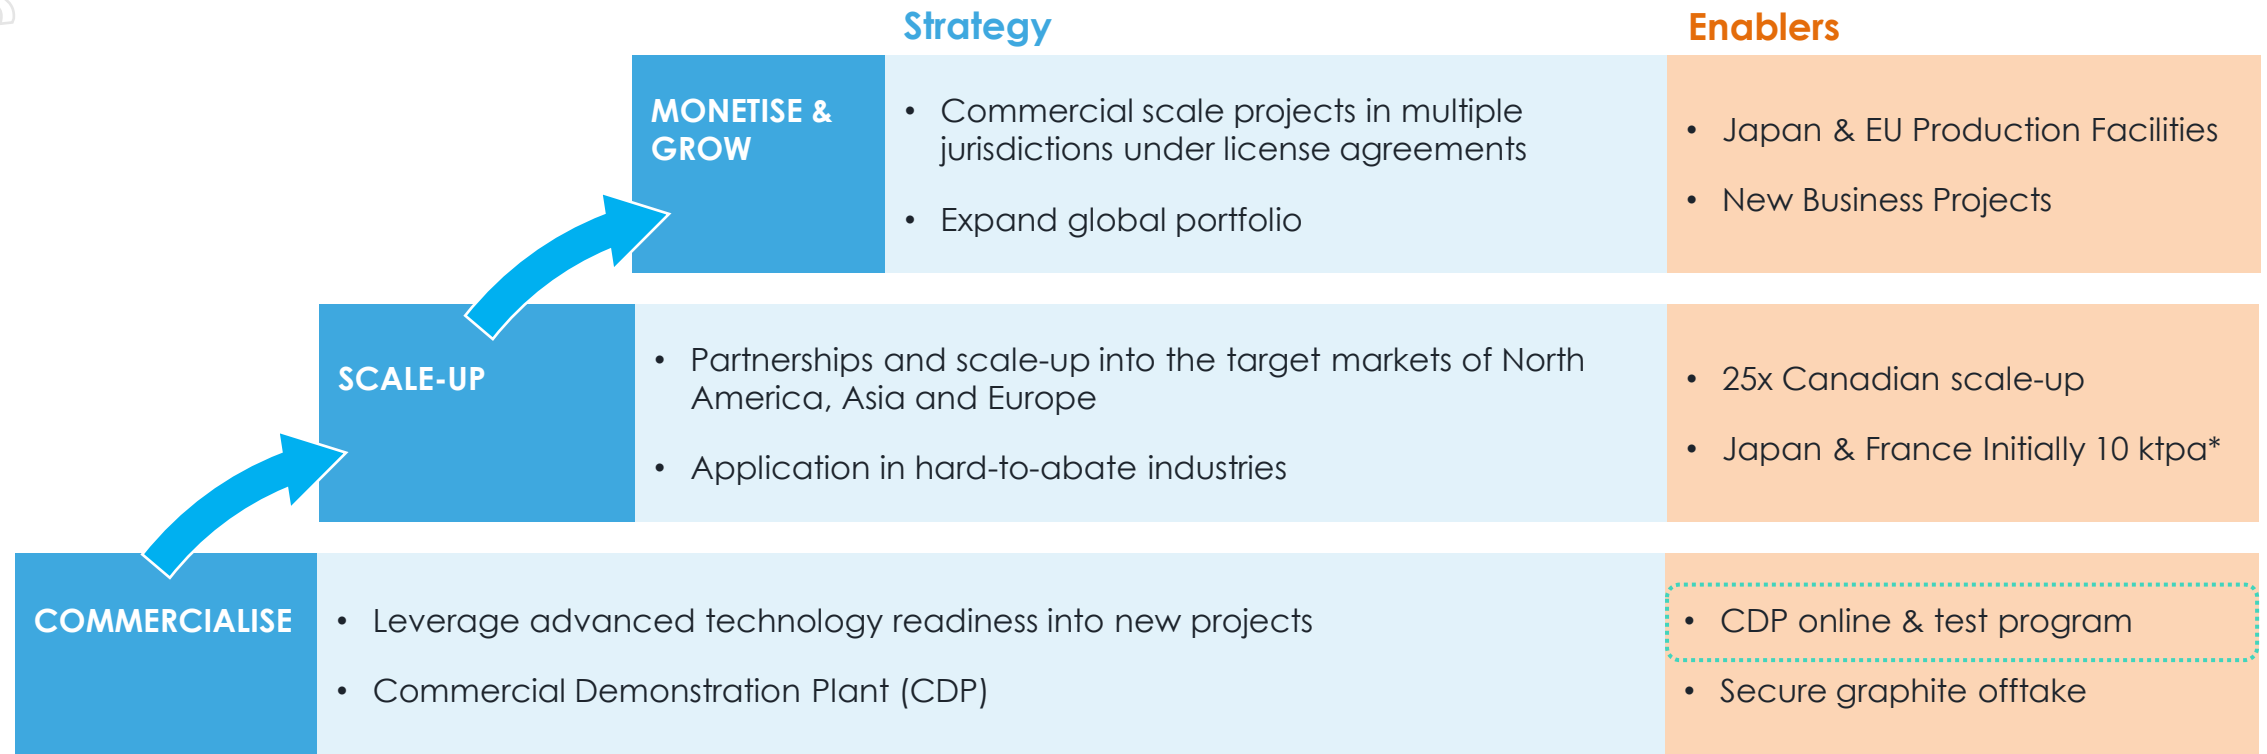 Strategy
Enablers
MONETISE &
GROW
• Commercial scale projects in multiple
jurisdictions under license agreements
• Expand global portfolio
• Japan & EU Production Facilities
• New Business Projects
SCALE-UP
• Partnerships and scale-up into the target markets of North
America, Asia and Europe
• Application in hard-to-abate industries
• 25x Canadian scale-up
• Japan & France Initially 10 ktpa*
COMMERCIALISE
• Leverage advanced technology readiness into new projects
• Commercial Demonstration Plant (CDP)
• CDP online & test program
• Secure graphite offtake